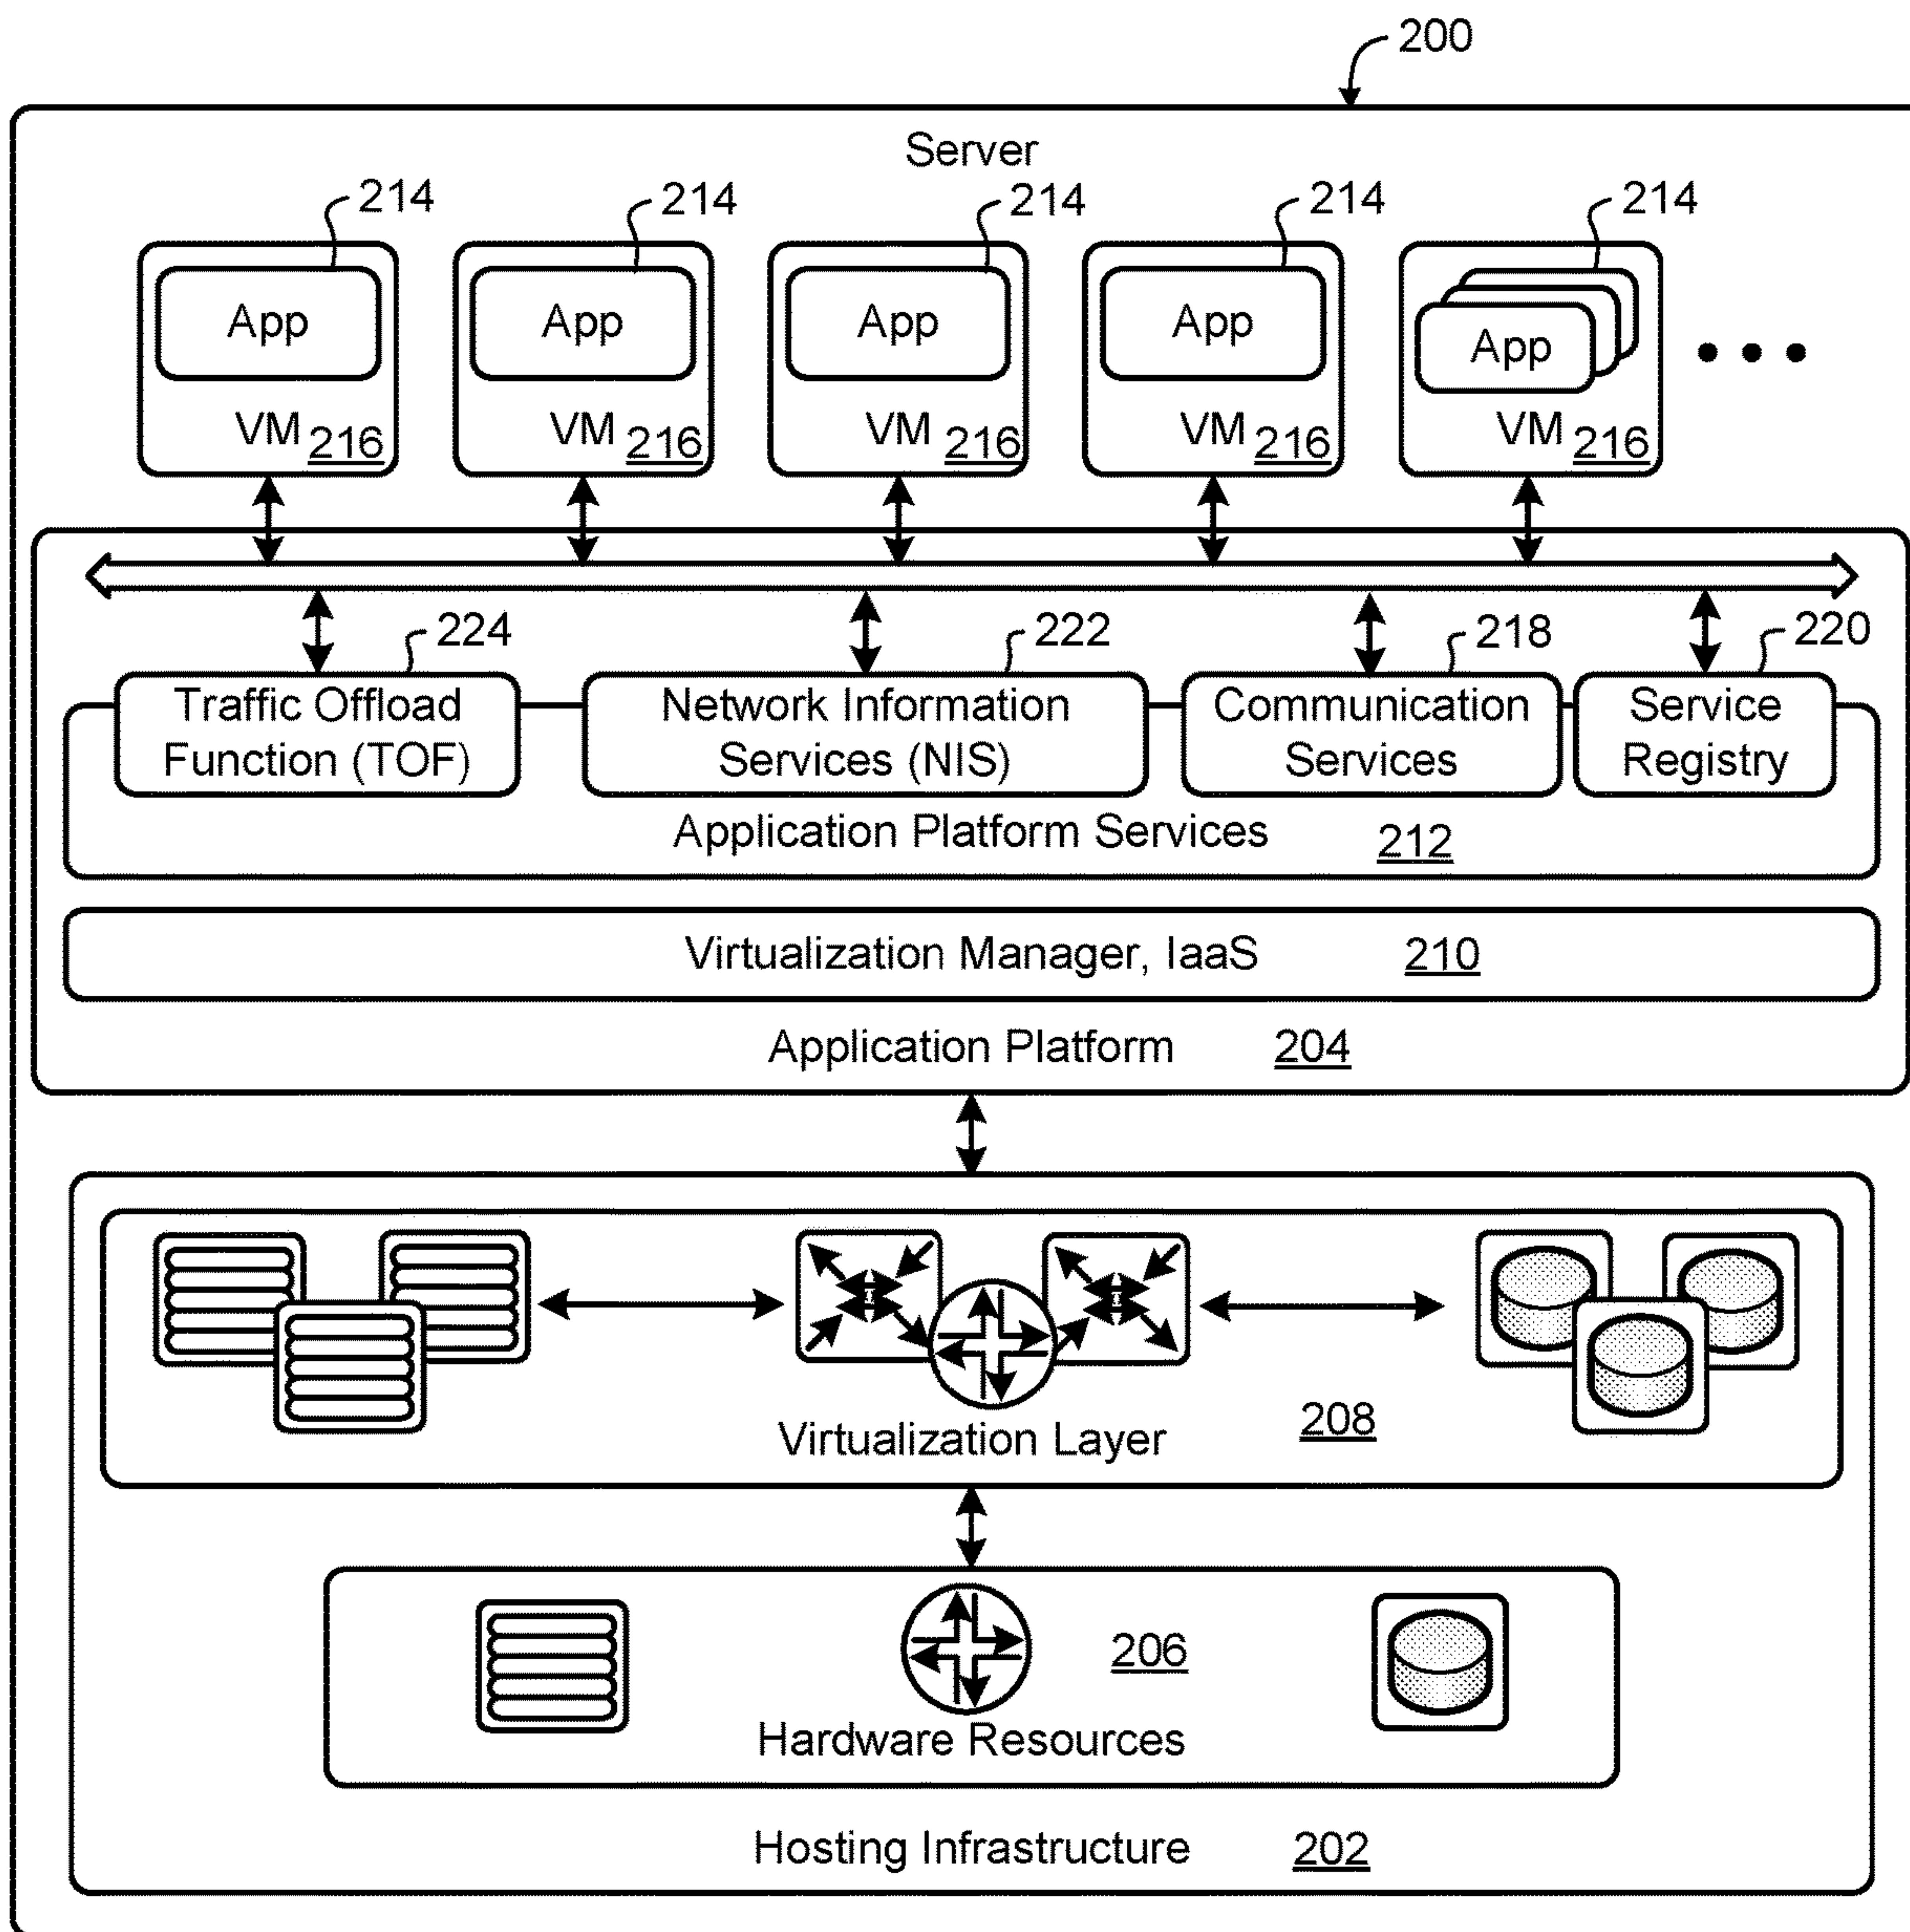 200
Server
214 214 214 214 214
App App App App App
VM 216 VM 216 VM 216 VM 216 VM 216
224 222 218 220
Traffic Offload
Function (TOF)
Network Information
Services (NIS)
Communication
Services
Service
Registry
Application Platform Services 212
Virtualization Manager, IaaS 210
Application Platform 204
Virtualization Layer 208
206
Hardware Resources
Hosting Infrastructure 202